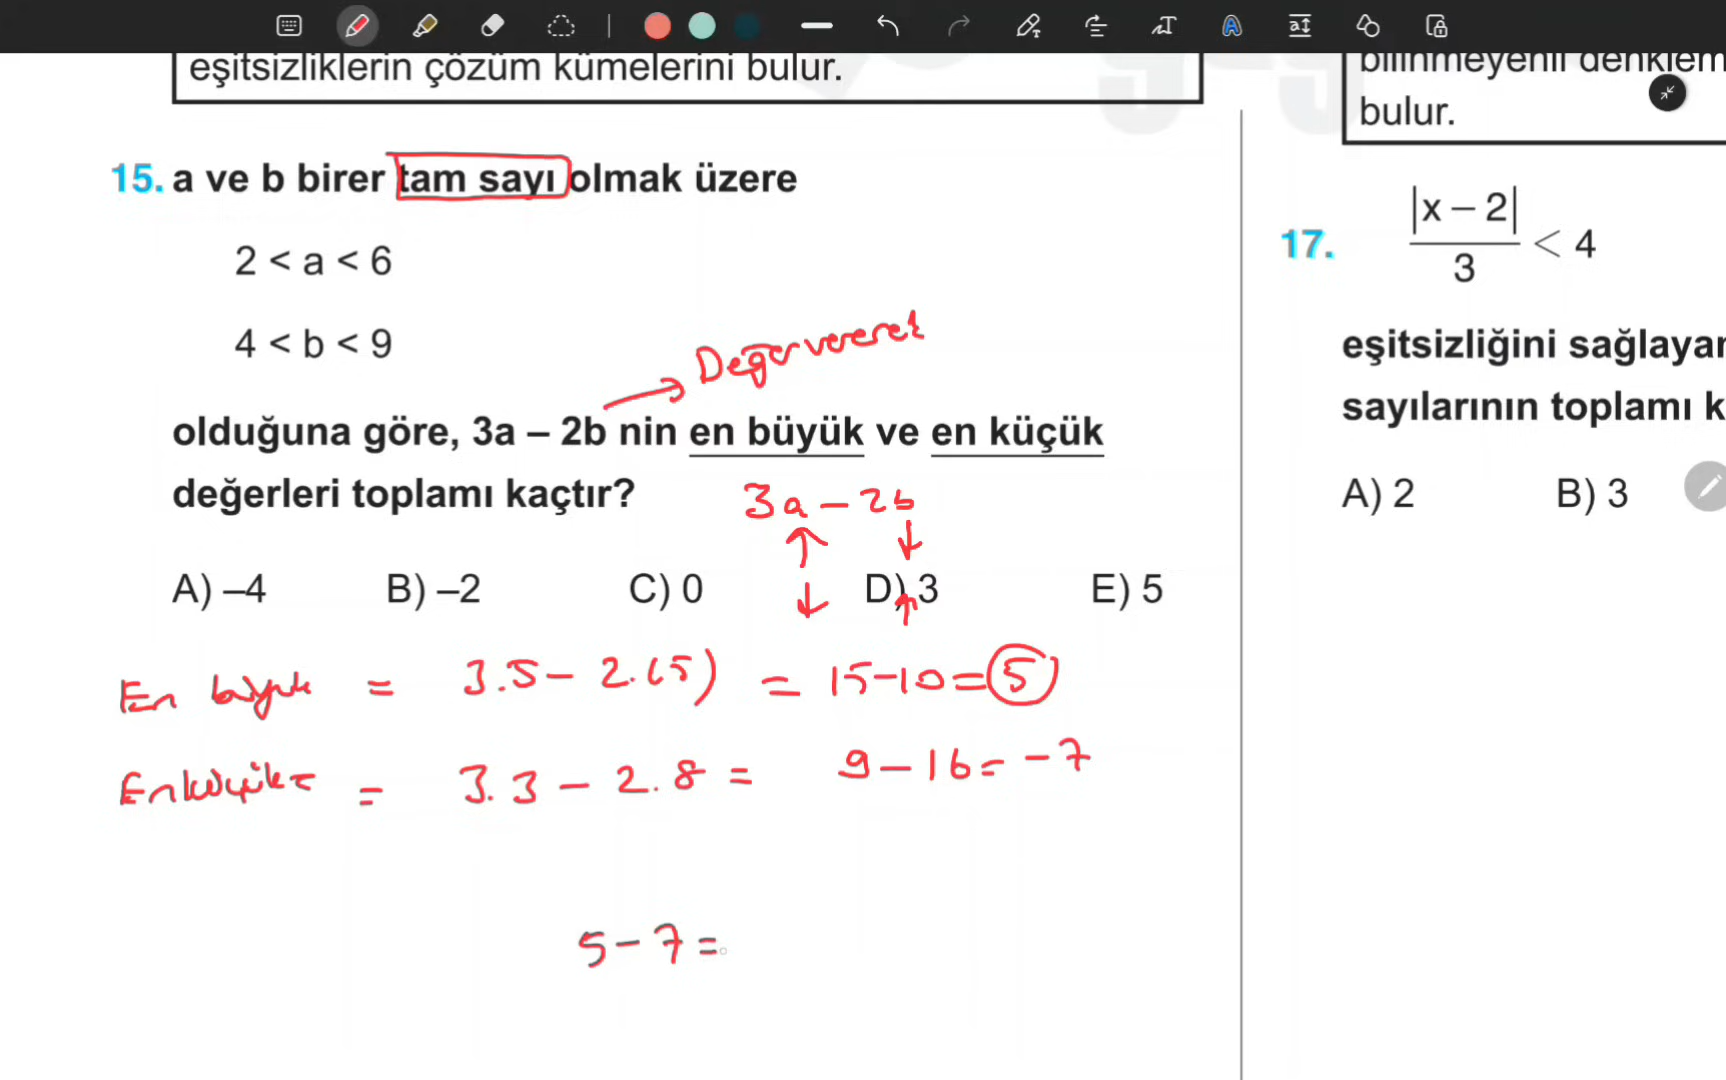 eşitsizliklerin çözüm kümelerini bulur.
15. a ve b birer tam sayı olmak üzere
2 < a < 6
4 < b < 9
Değer vererek
olduğuna göre, 3a – 2b nin en büyük ve en küçük
değerleri toplamı kaçtır?
3a – 2b
A) –4 B) –2 C) 0 D) 3 E) 5
En büyük = 3.5 – 2.(5) = 15-10=5
En küçük = = 3.3 – 2.8 = 9-16= -7
5-7=
bilinmeyenli denklem
bulur.
17. |x – 2| / 3 < 4
eşitsizliğini sağlayan
sayılarının toplamı k
A) 2 B) 3